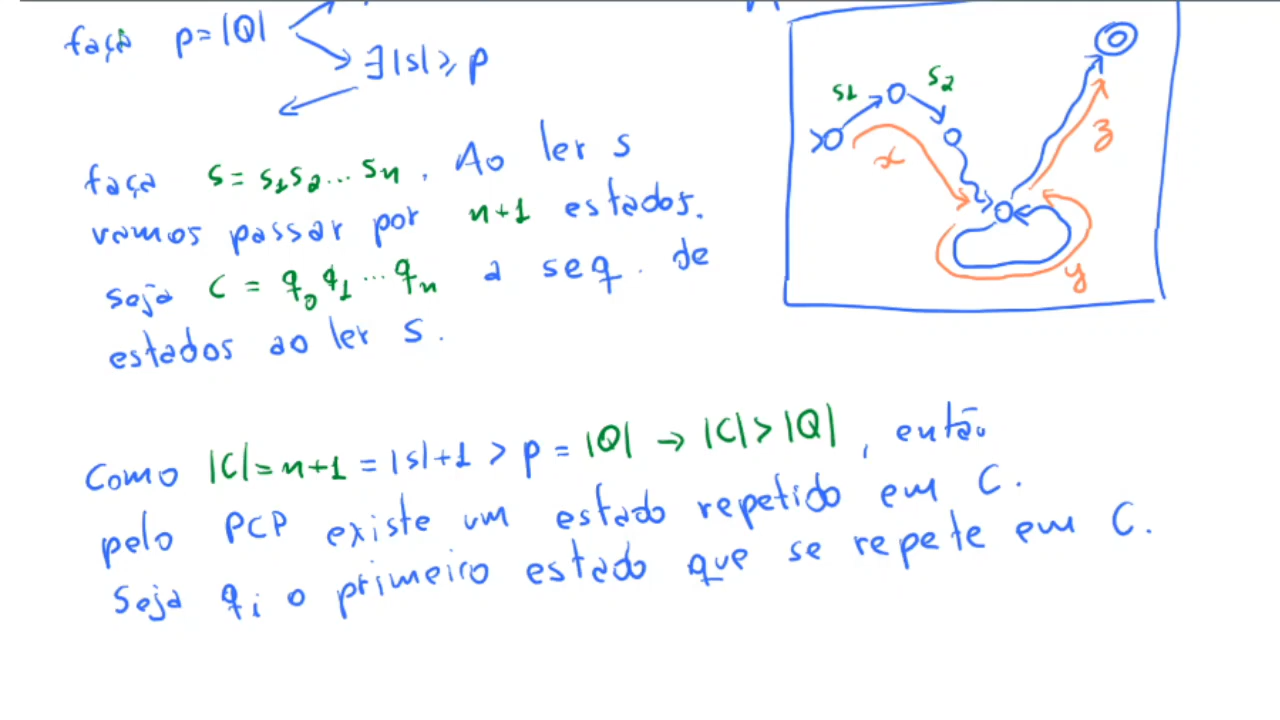 faça p = |Q|
∃ |s| ≥ p
faça s = s₁s₂...sₙ. Ao ler s
vamos passar por n+1 estados.
seja C = q₀ q₁ ... qₙ a seq. de
estados ao ler s.
s₁ s₂
x
z
y
Como |C| = n+1 = |s|+1 > p = |Q| → |C| > |Q|, então
pelo PCP existe um estado repetido em C.
Seja qᵢ o primeiro estado que se repete em C.